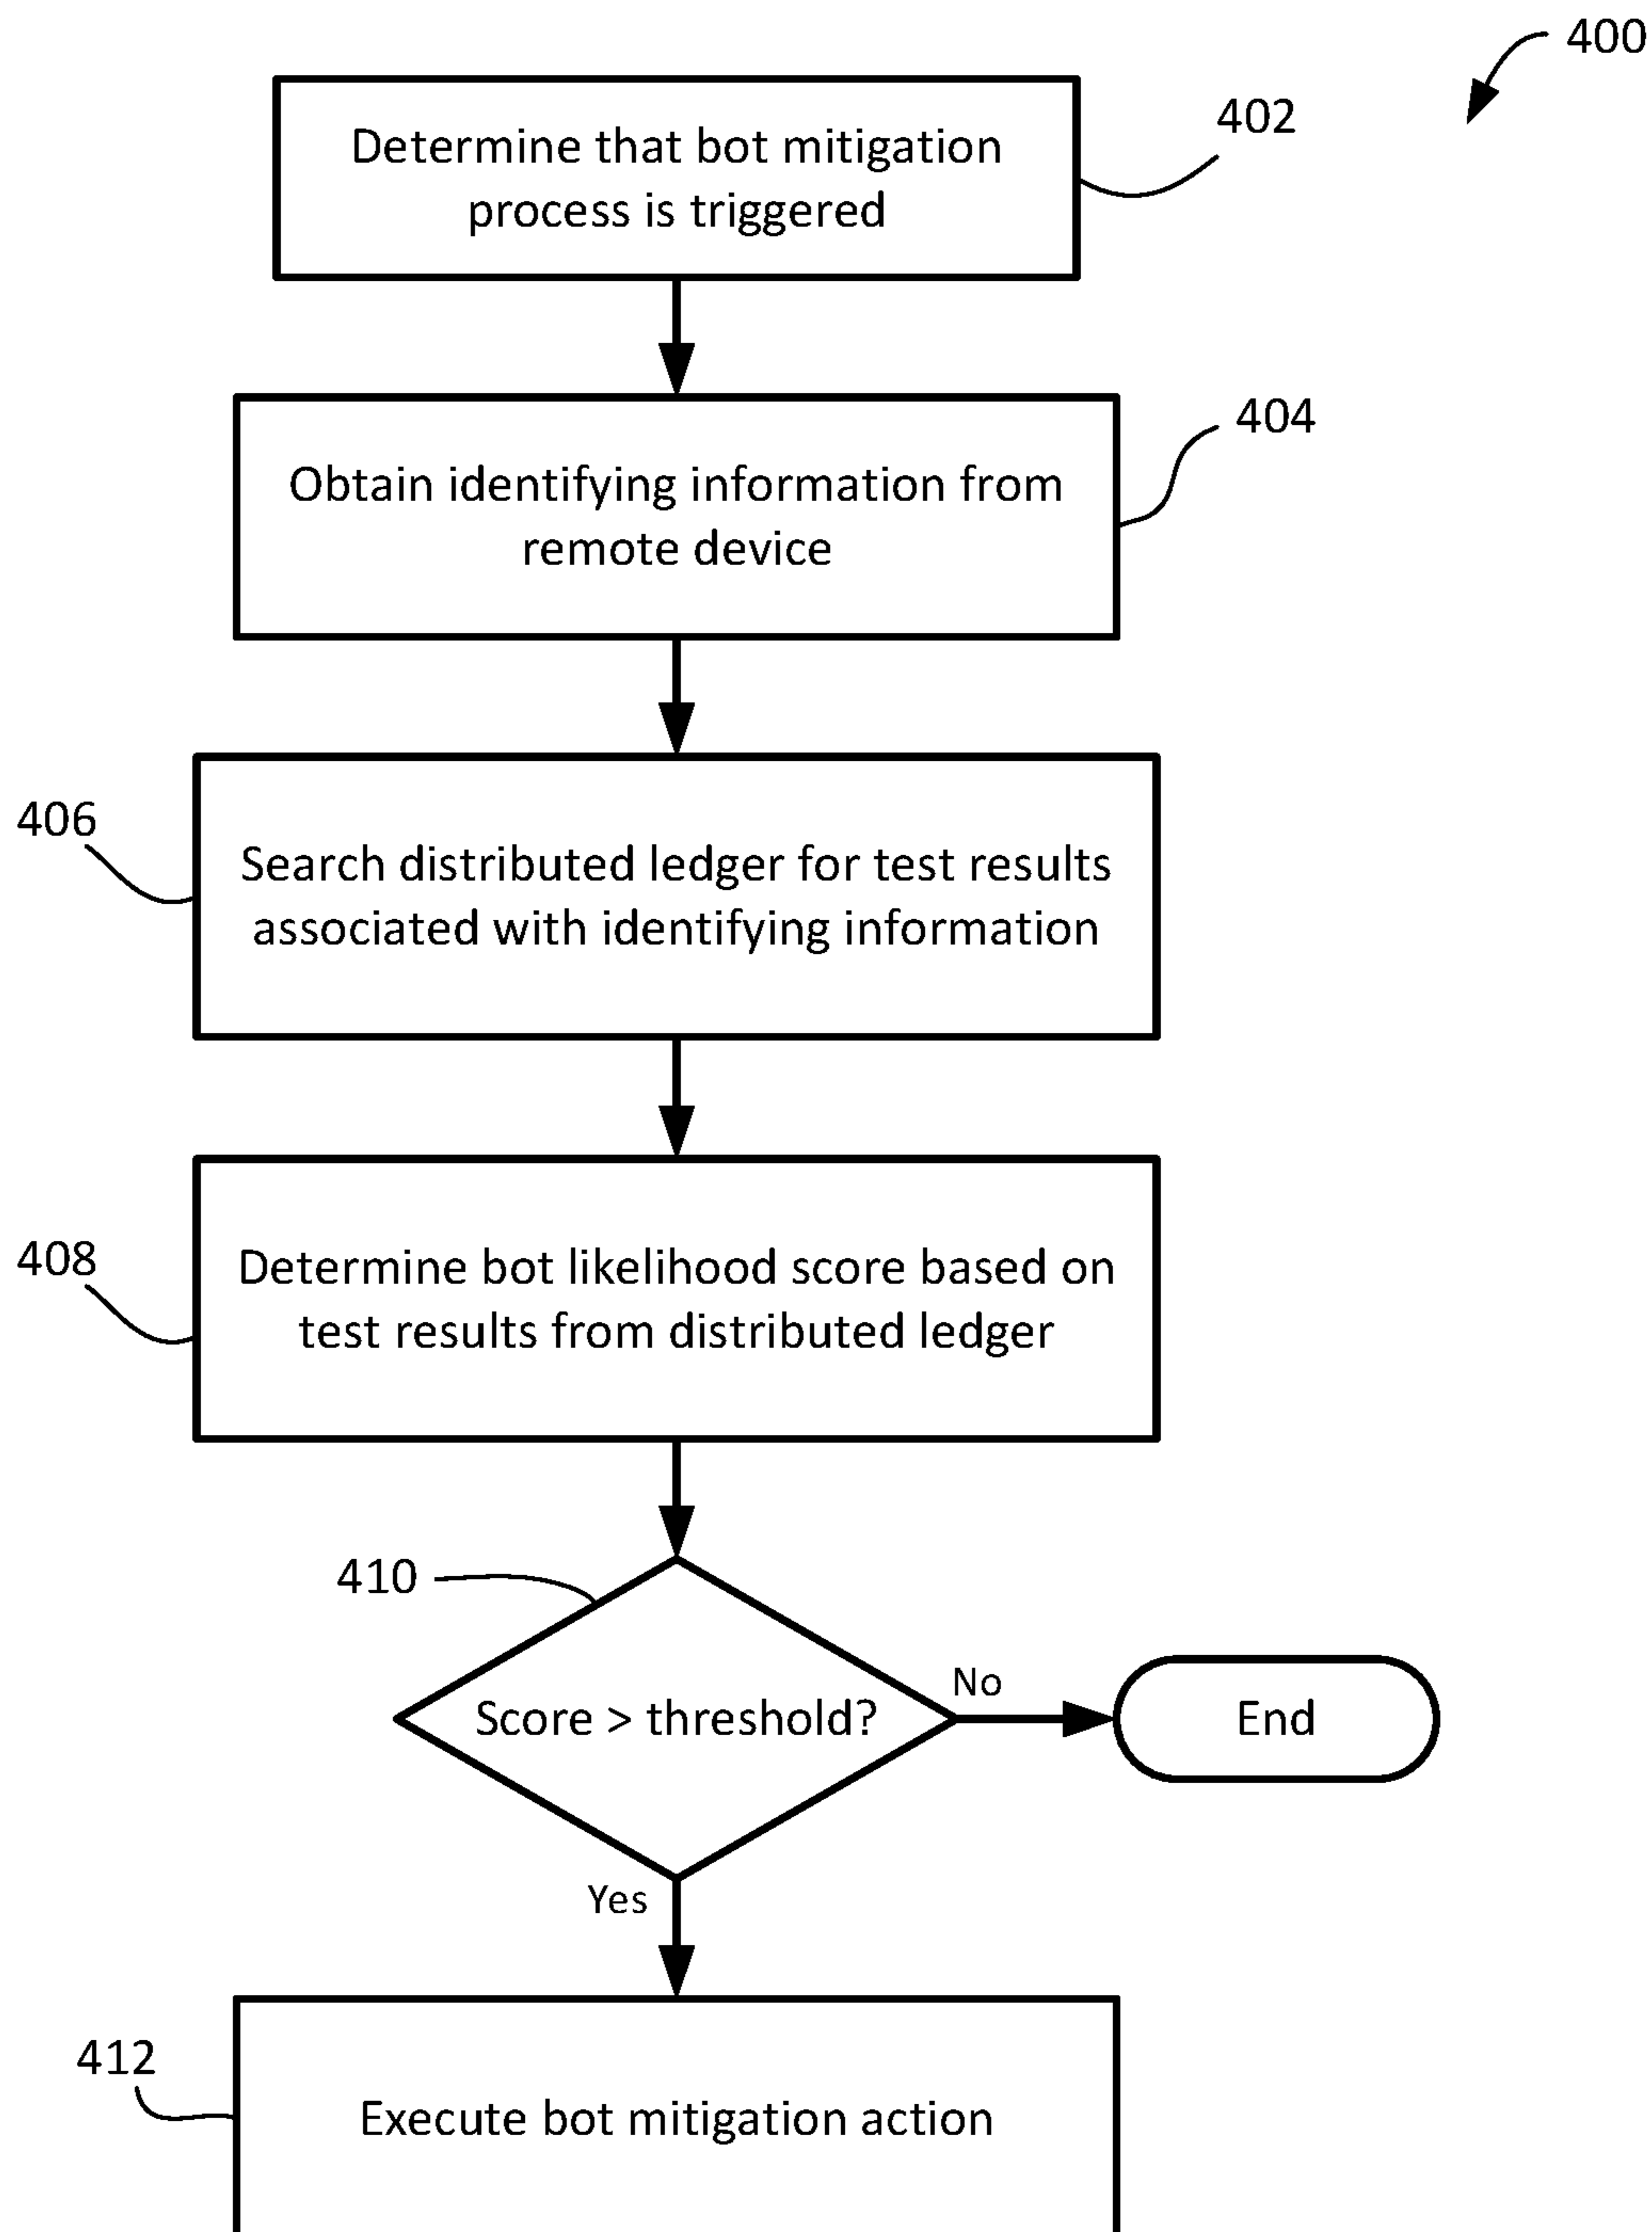 400
402
Determine that bot mitigation
process is triggered
404
Obtain identifying information from
remote device
406
Search distributed ledger for test results
associated with identifying information
408
Determine bot likelihood score based on
test results from distributed ledger
410
Score > threshold?
No
End
Yes
412
Execute bot mitigation action